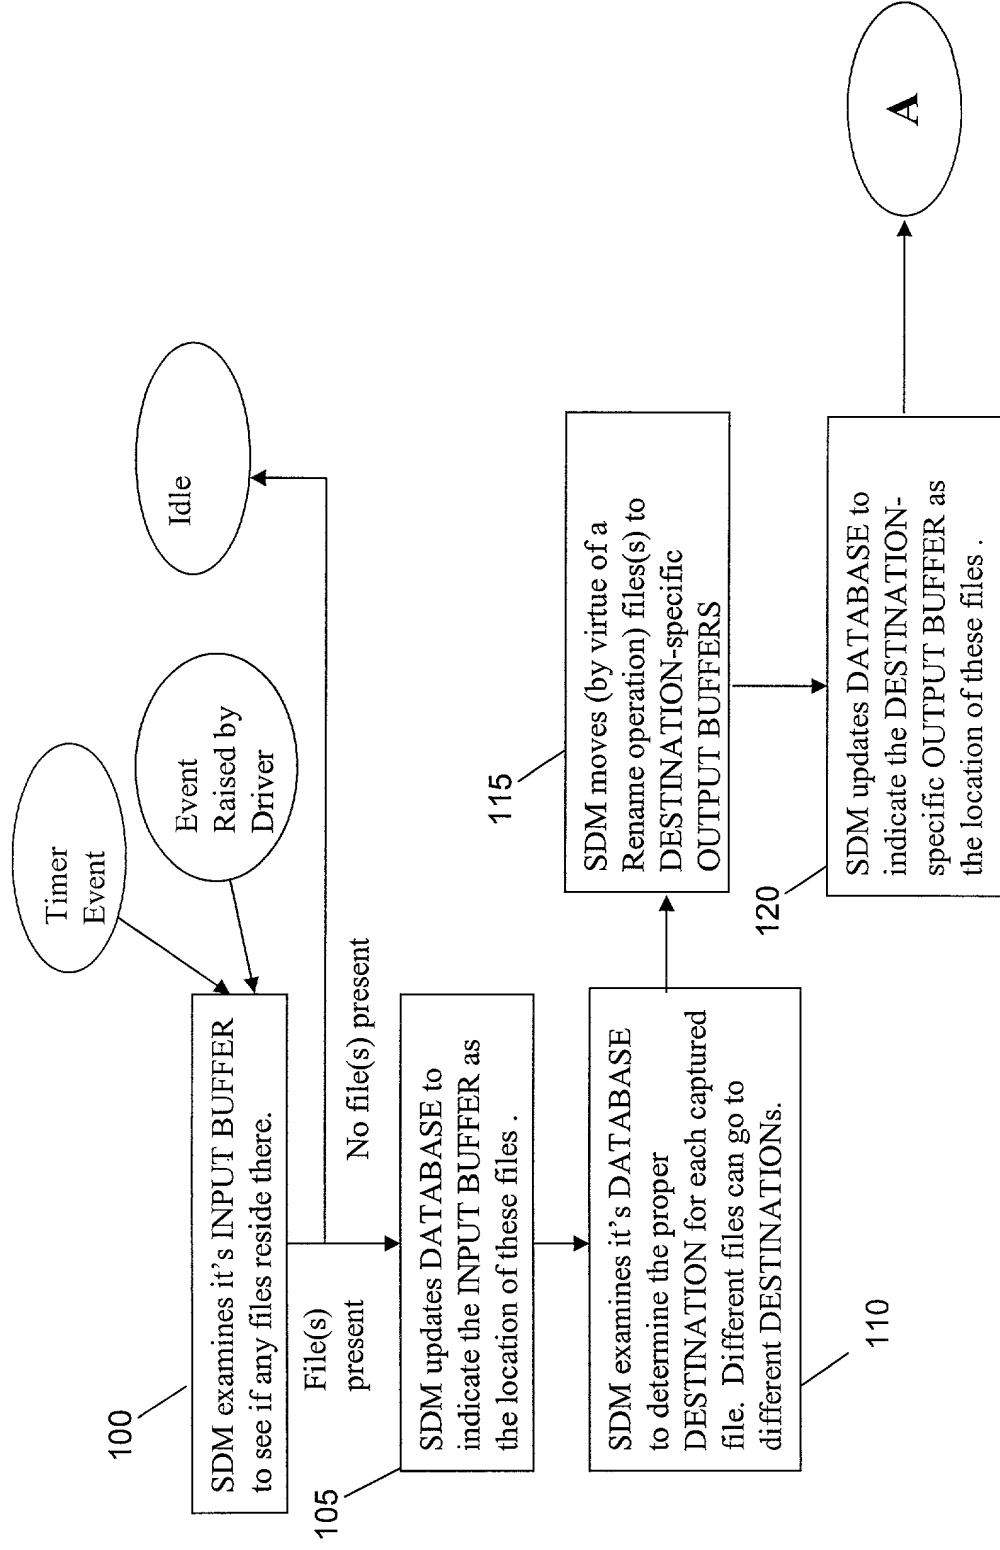 Timer
Event
Event
Raised by
Driver
Idle
100
SDM examines it's INPUT BUFFER
to see if any files reside there.
File(s)
present
No file(s) present
105
SDM updates DATABASE to
indicate the INPUT BUFFER as
the location of these files .
110
SDM examines it's DATABASE
to determine the proper
DESTINATION for each captured
file. Different files can go to
different DESTINATIONs.
115
SDM moves (by virtue of a
Rename operation) files(s) to
DESTINATION-specific
OUTPUT BUFFERS
120
SDM updates DATABASE to
indicate the DESTINATION-
specific OUTPUT BUFFER as
the location of these files .
A